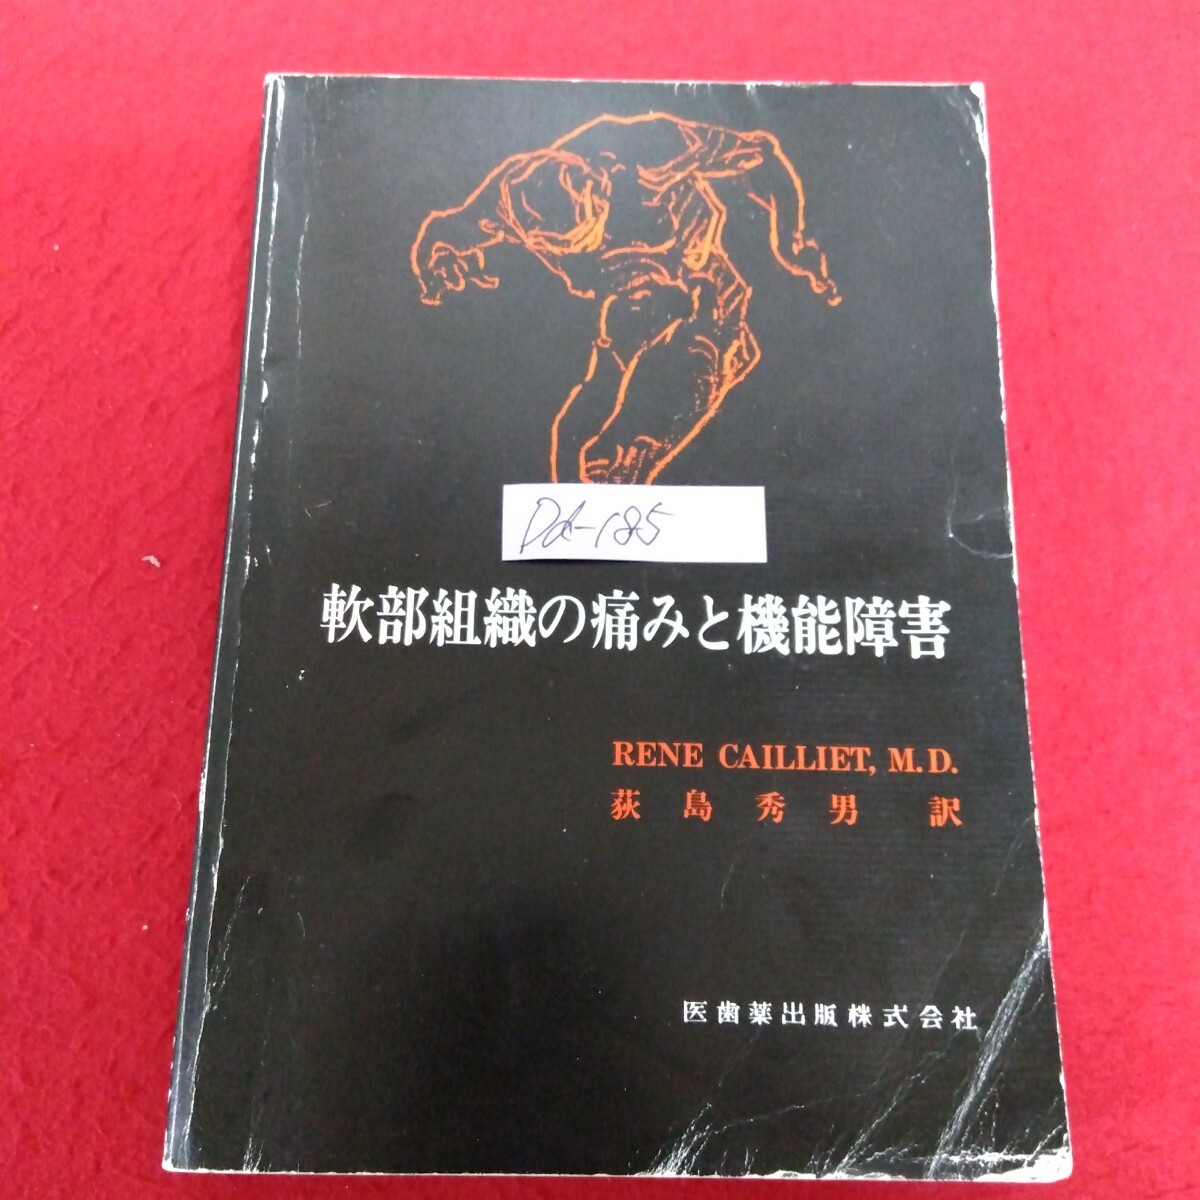 Dd-185
軟部組織の痛みと機能障害
RENE CAILLIET, M.D.
荻島秀男 訳
医歯薬出版株式会社